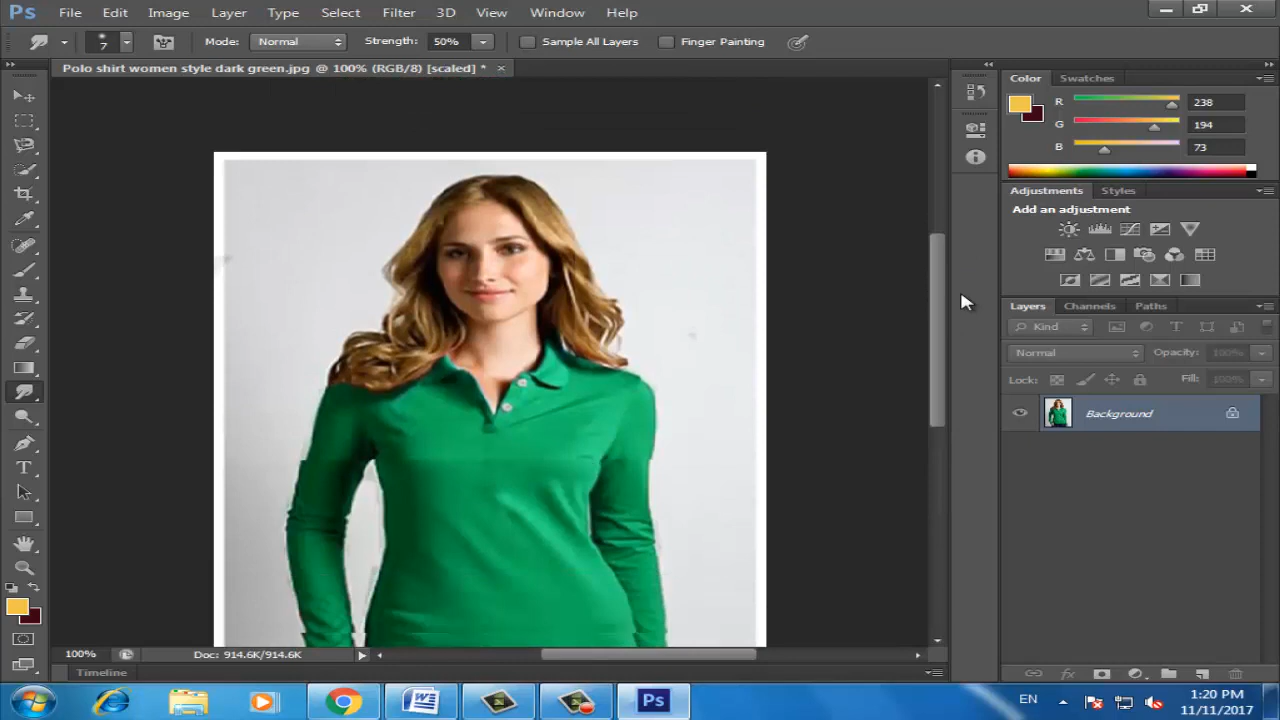 Ps File Edit Image Layer Type Select Filter 3D View Window Help
7 Mode: Normal Strength: 50% Sample All Layers Finger Painting
Polo shirt women style dark green.jpg @ 100% (RGB/8) [scaled] *
Color Swatches
R 238
G 194
B 73
Adjustments Styles
Add an adjustment
Layers Channels Paths
Kind
Normal Opacity: 100%
Lock: Fill: 100%
Background
T
100% Doc: 914.6K/914.6K
Timeline
W Ps EN 1:20 PM
11/11/2017